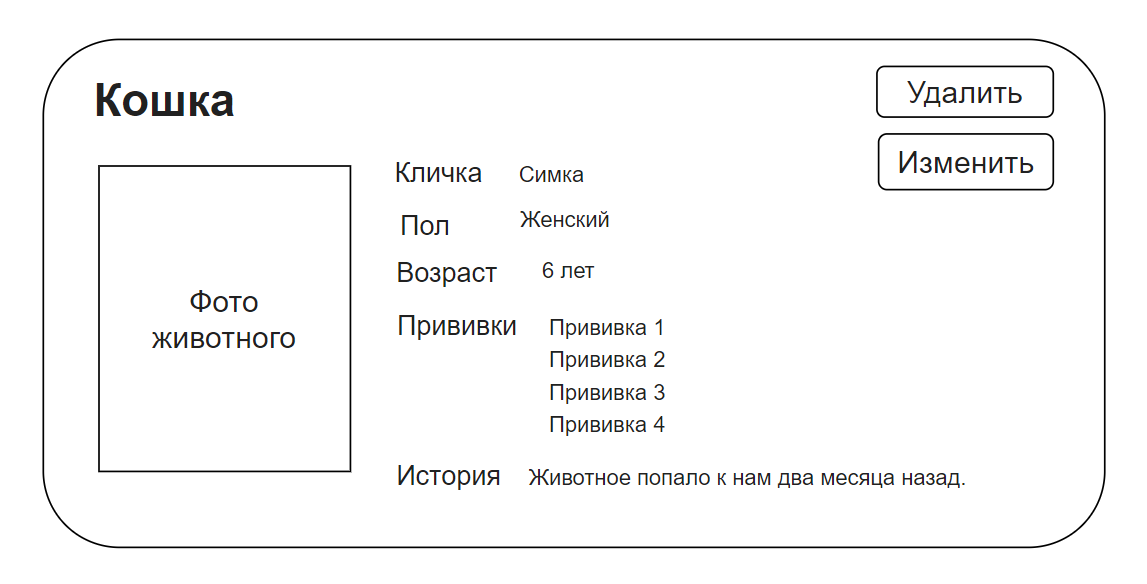 Кошка
Удалить
Изменить
Фото
животного
Кличка Симка
Пол Женский
Возраст 6 лет
Прививки Прививка 1
Прививка 2
Прививка 3
Прививка 4
История Животное попало к нам два месяца назад.